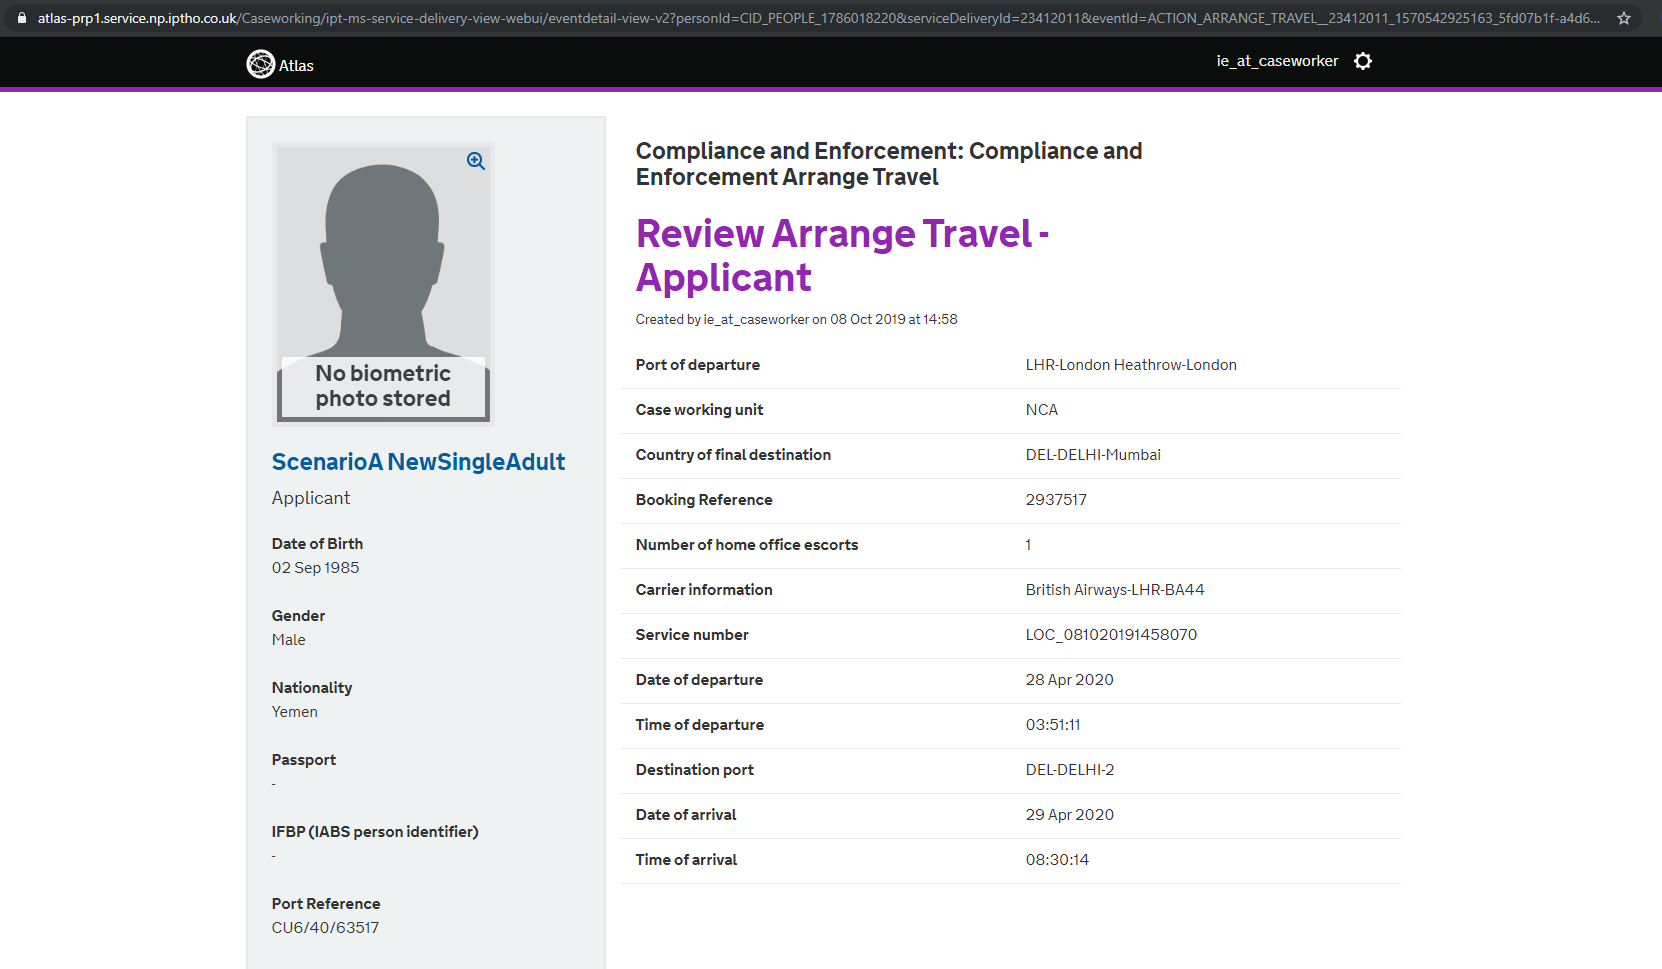 atlas-prp1.service.np.iptho.co.uk/Caseworking/ipt-ms-service-delivery-view-webui/eventdetail-view-v2?personId=CID_PEOPLE_1786018220&serviceDeliveryId=23412011&eventId=ACTION_ARRANGE_TRAVEL__23412011_1570542925163_5fd07b1f-a4d6...
Atlas
ie_at_caseworker
No biometric
photo stored
ScenarioA NewSingleAdult
Applicant
Date of Birth
02 Sep 1985
Gender
Male
Nationality
Yemen
Passport
-
IFBP (IABS person identifier)
-
Port Reference
CU6/40/63517
Compliance and Enforcement: Compliance and
Enforcement Arrange Travel
Review Arrange Travel -
Applicant
Created by ie_at_caseworker on 08 Oct 2019 at 14:58
Port of departure LHR-London Heathrow-London
Case working unit NCA
Country of final destination DEL-DELHI-Mumbai
Booking Reference 2937517
Number of home office escorts 1
Carrier information British Airways-LHR-BA44
Service number LOC_081020191458070
Date of departure 28 Apr 2020
Time of departure 03:51:11
Destination port DEL-DELHI-2
Date of arrival 29 Apr 2020
Time of arrival 08:30:14